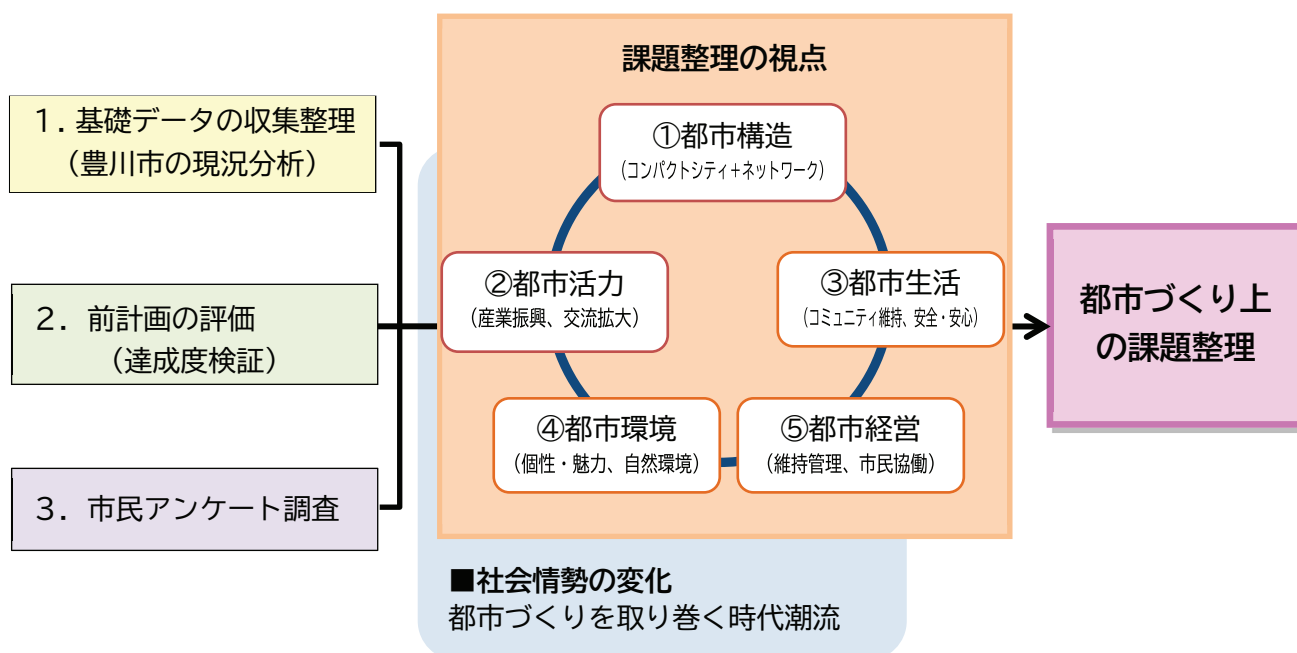 課題整理の視点
1．基礎データの収集整理
（豊川市の現況分析）
2．前計画の評価
（達成度検証）
3．市民アンケート調査
①都市構造
（コンパクトシティ＋ネットワーク）
②都市活力
（産業振興、交流拡大）
③都市生活
（コミュニティ維持、安全・安心）
④都市環境
（個性・魅力、自然環境）
⑤都市経営
（維持管理、市民協働）
■社会情勢の変化
都市づくりを取り巻く時代潮流
都市づくり上
の課題整理